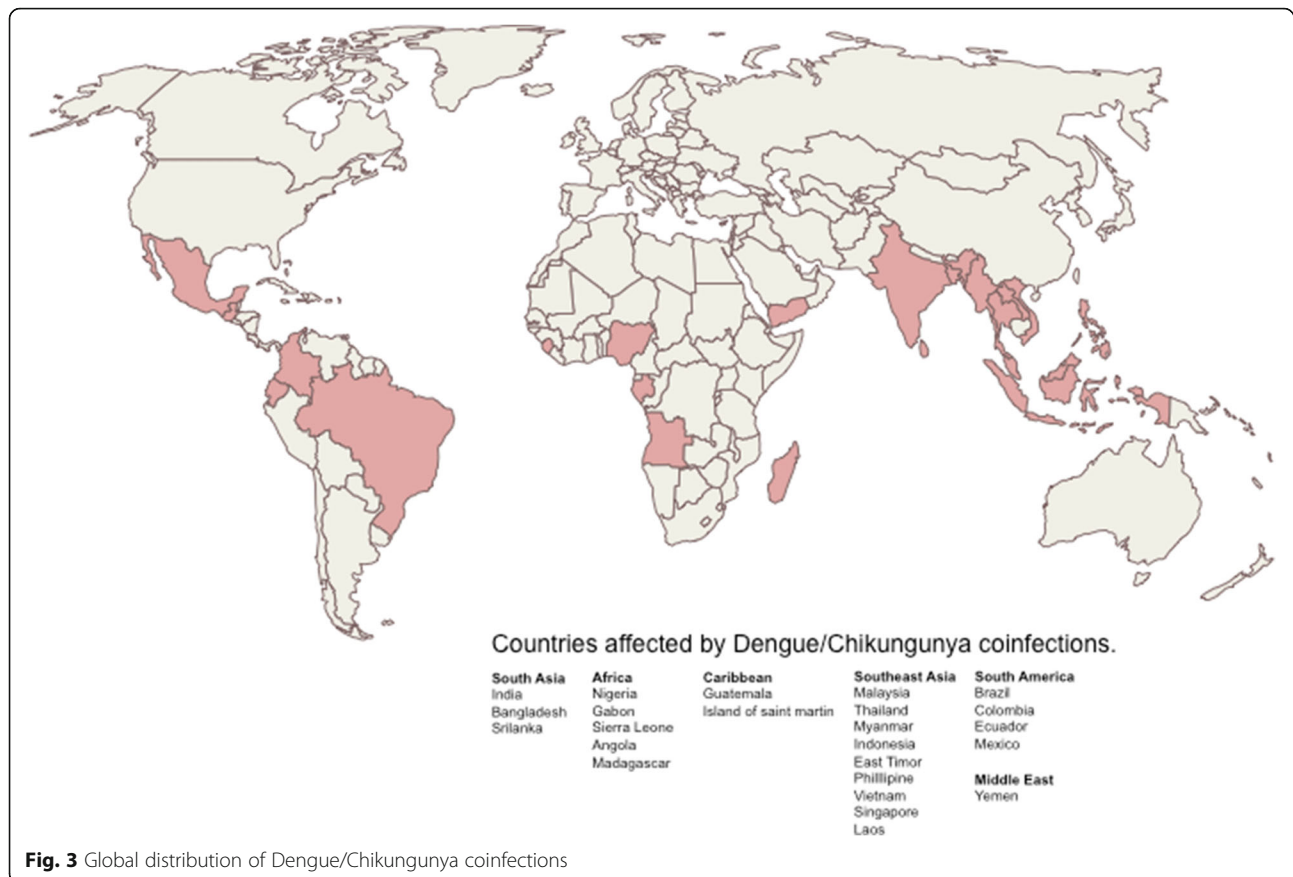 Countries affected by Dengue/Chikungunya coinfections.
South Asia
India
Bangladesh
Srilanka
Africa
Nigeria
Gabon
Sierra Leone
Angola
Madagascar
Caribbean
Guatemala
Island of saint martin
Southeast Asia
Malaysia
Thailand
Myanmar
Indonesia
East Timor
Philllipine
Vietnam
Singapore
Laos
South America
Brazil
Colombia
Ecuador
Mexico
Middle East
Yemen
Fig. 3 Global distribution of Dengue/Chikungunya coinfections